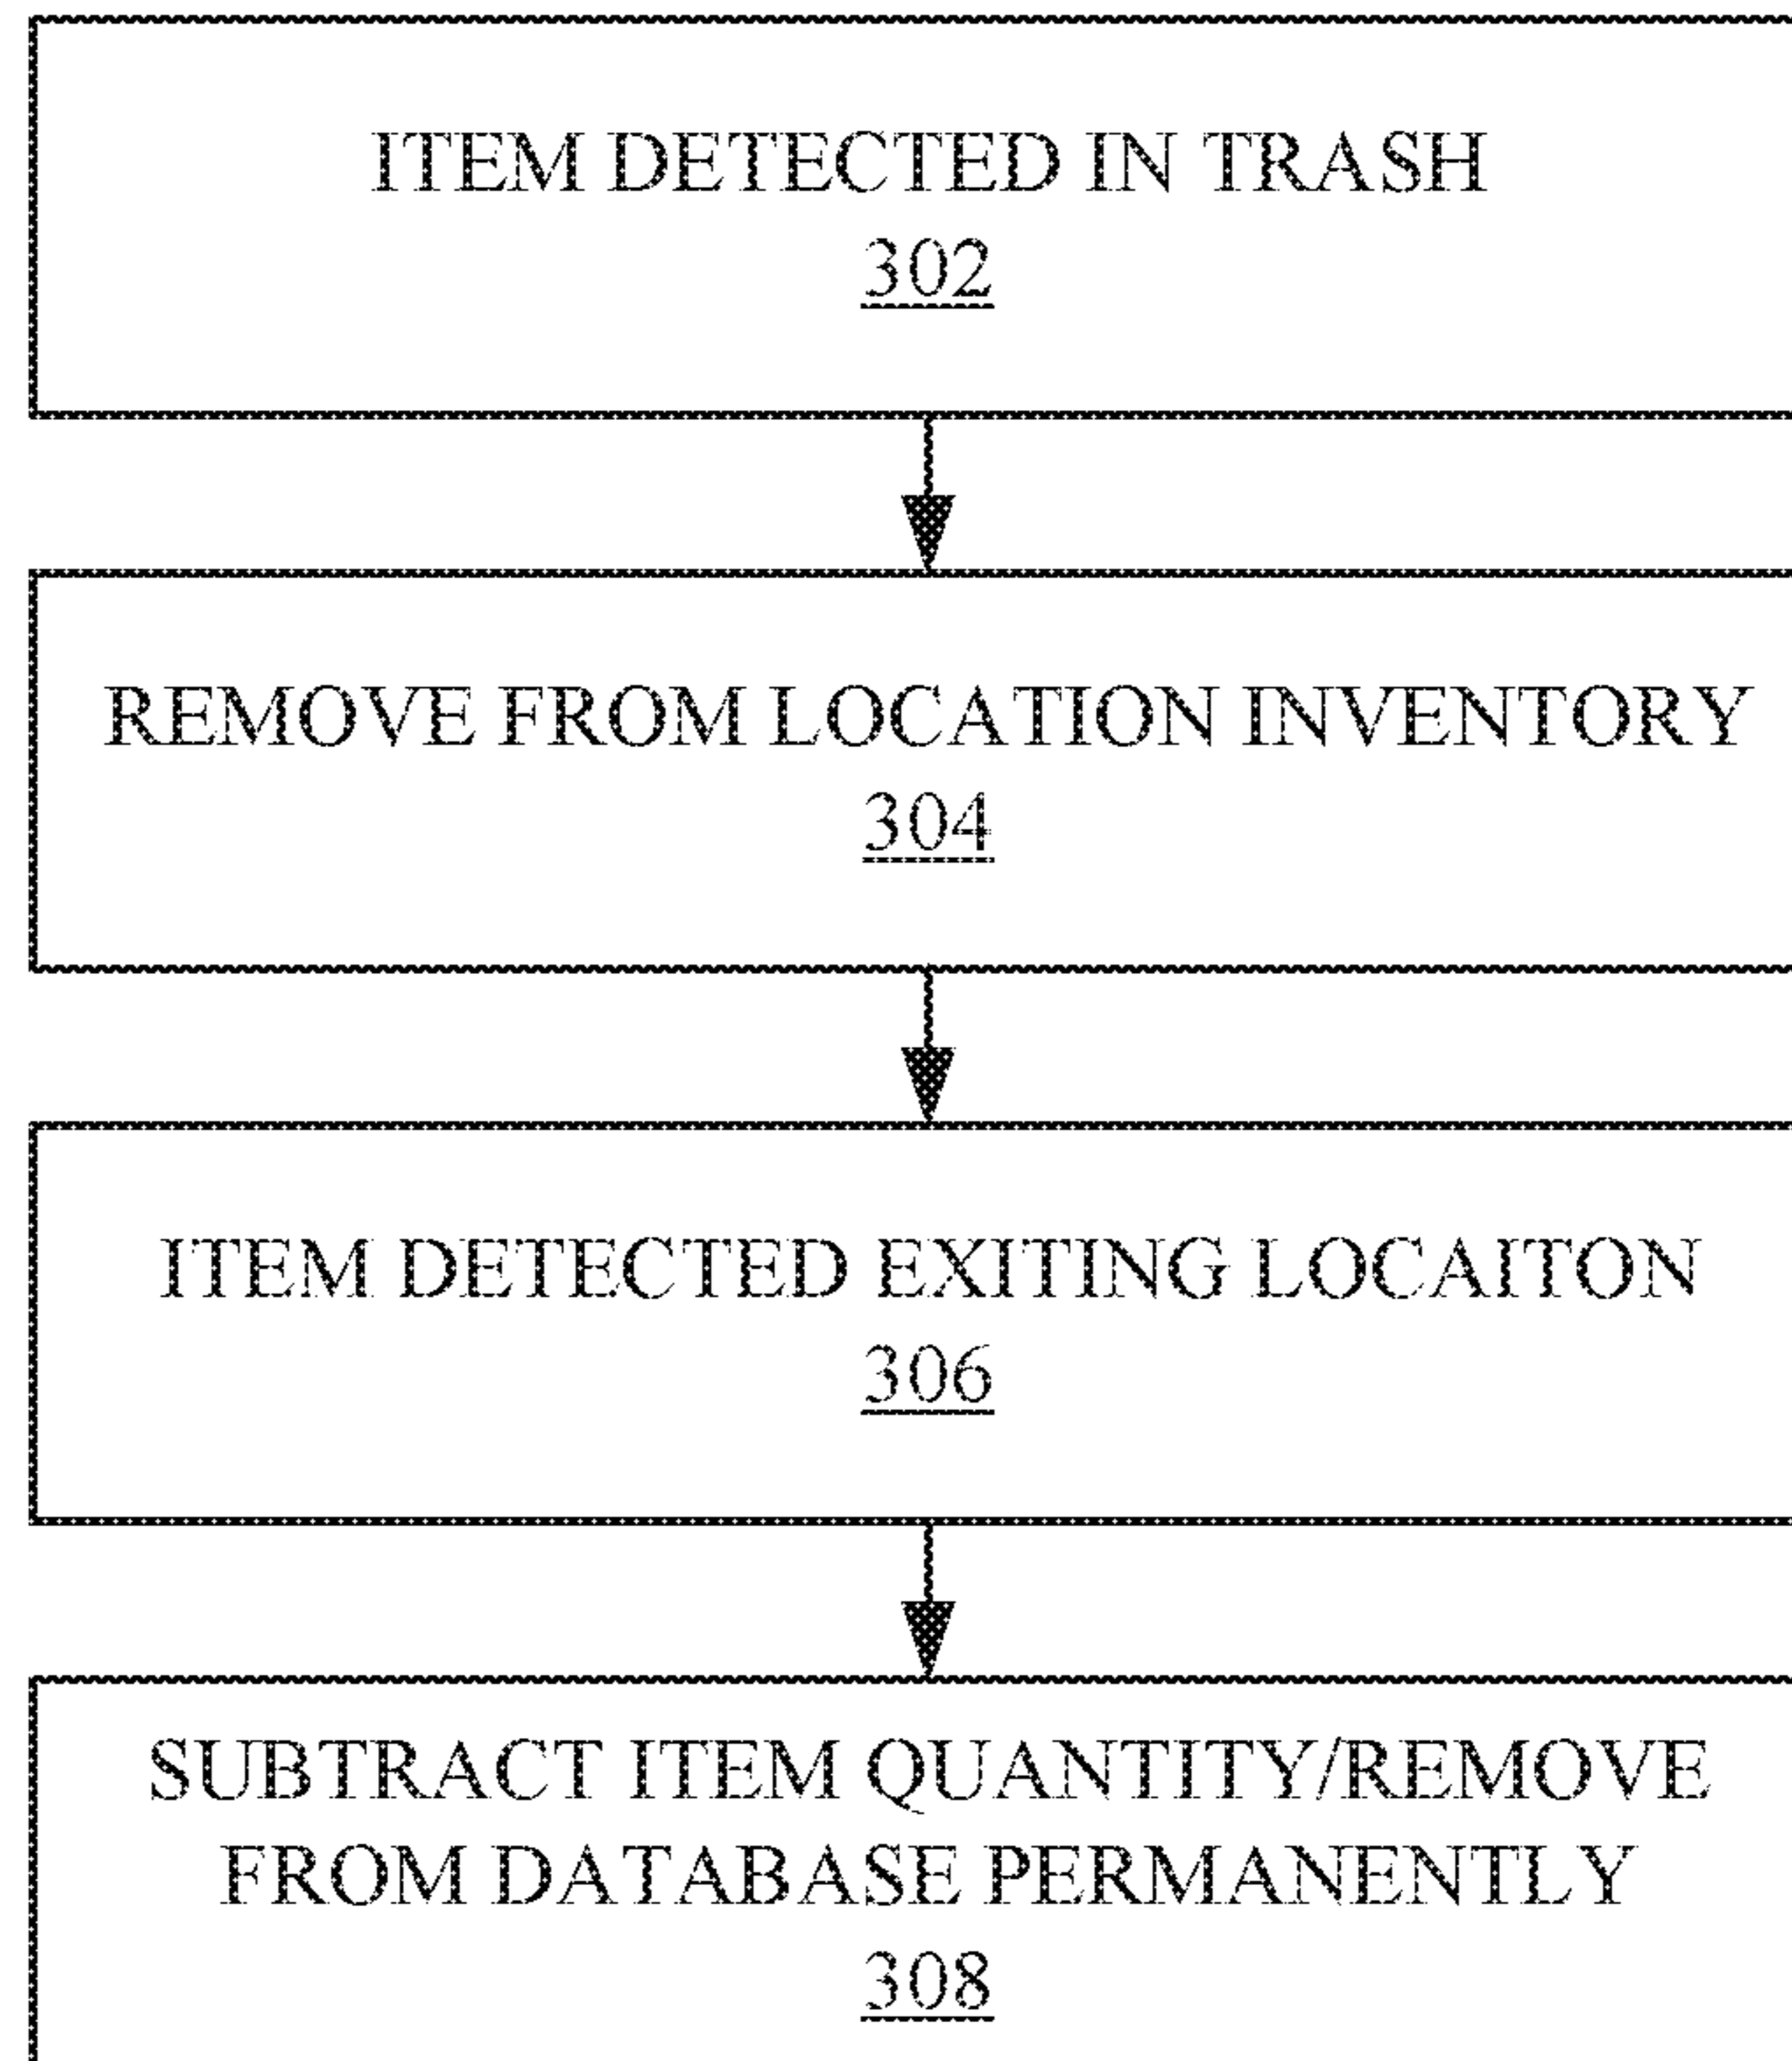 ITEM DETECTED IN TRASH
302
REMOVE FROM LOCATION INVENTORY
304
ITEM DETECTED EXITING LOCAITON
306
SUBTRACT ITEM QUANTITY/REMOVE
FROM DATABASE PERMANENTLY
308